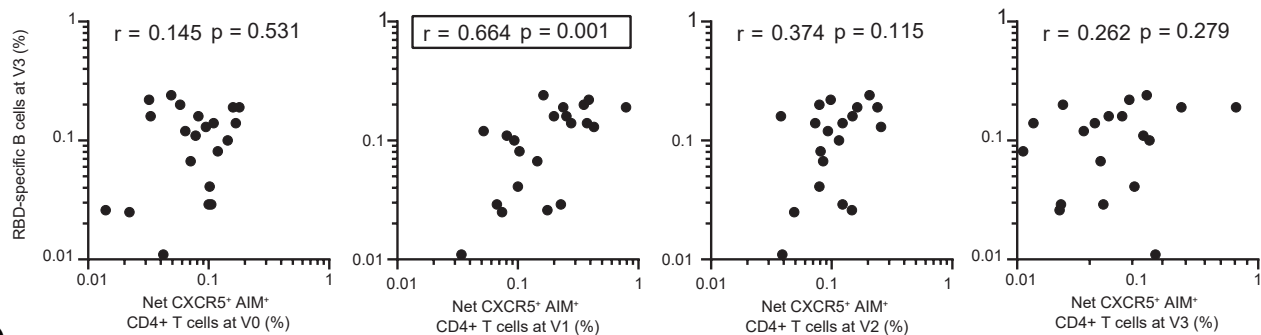 RBD-specific B cells at V3 (%)
1
0.1
0.01
r = 0.145 p = 0.531
0.01
0.1
1
Net CXCR5⁺ AIM⁺
CD4+ T cells at V0 (%)
1
0.1
0.01
r = 0.664 p = 0.001
0.01
0.1
1
Net CXCR5⁺ AIM⁺
CD4+ T cells at V1 (%)
1
0.1
0.01
r = 0.374 p = 0.115
0.01
0.1
1
Net CXCR5⁺ AIM⁺
CD4+ T cells at V2 (%)
1
0.1
0.01
r = 0.262 p = 0.279
0.01
0.1
1
Net CXCR5⁺ AIM⁺
CD4+ T cells at V3 (%)